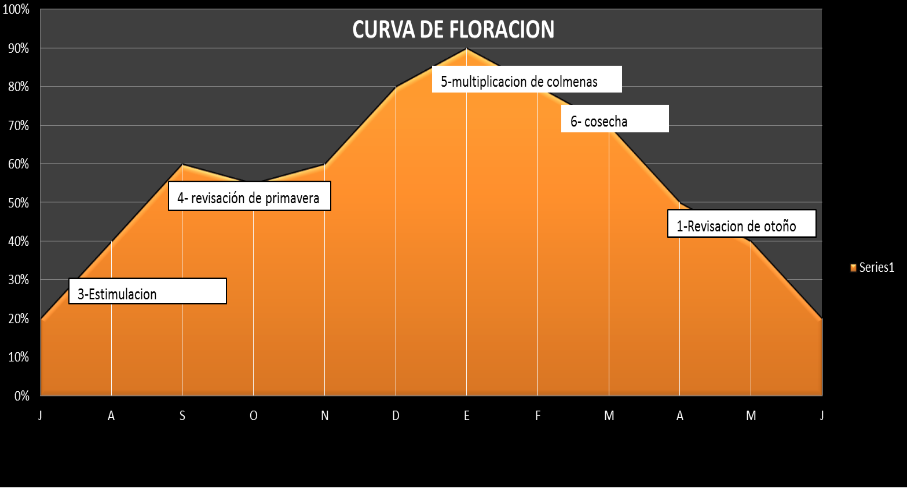 CURVA DE FLORACION
100%
90%
80%
70%
60%
50%
40%
30%
20%
10%
0%
5-multiplicacion de colmenas
6- cosecha
4- revisación de primavera
1-Revisacion de otoño
3-Estimulacion
Series1
J A S O N D E F M A M J